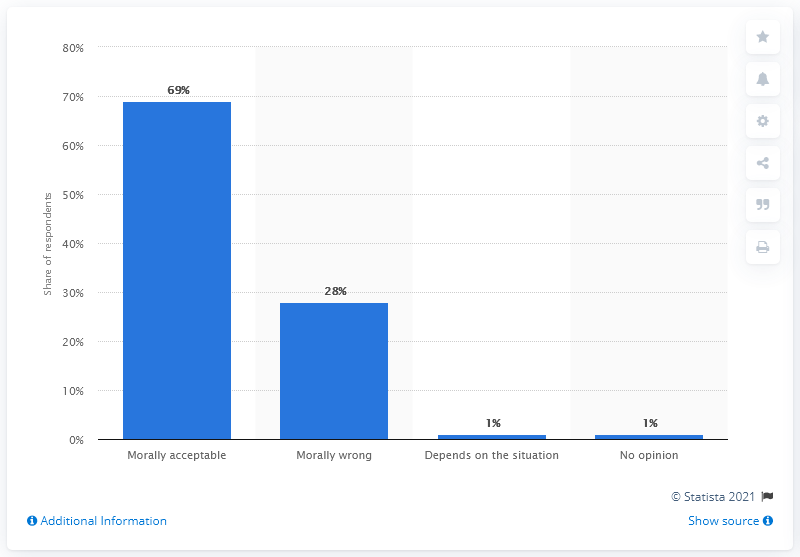 80%
70%
60%
50%
40%
30%
20%
10%
0%
Share of respondents
69%
28%
1%
1%
Morally acceptable
Morally wrong
Depends on the situation
No opinion
© Statista 2021
Additional Information
Show source